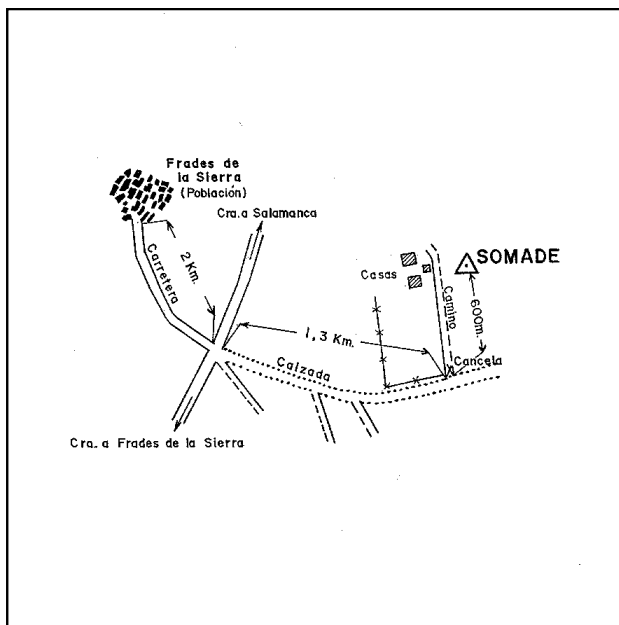 Frades de
la Sierra
(Población)
Cra.a Salamanca
2 Km.
Carretera
SOMADE
Casas
Camino
600m.
1,3 Km.
Cancela
Calzada
Cra. a Frades de la Sierra